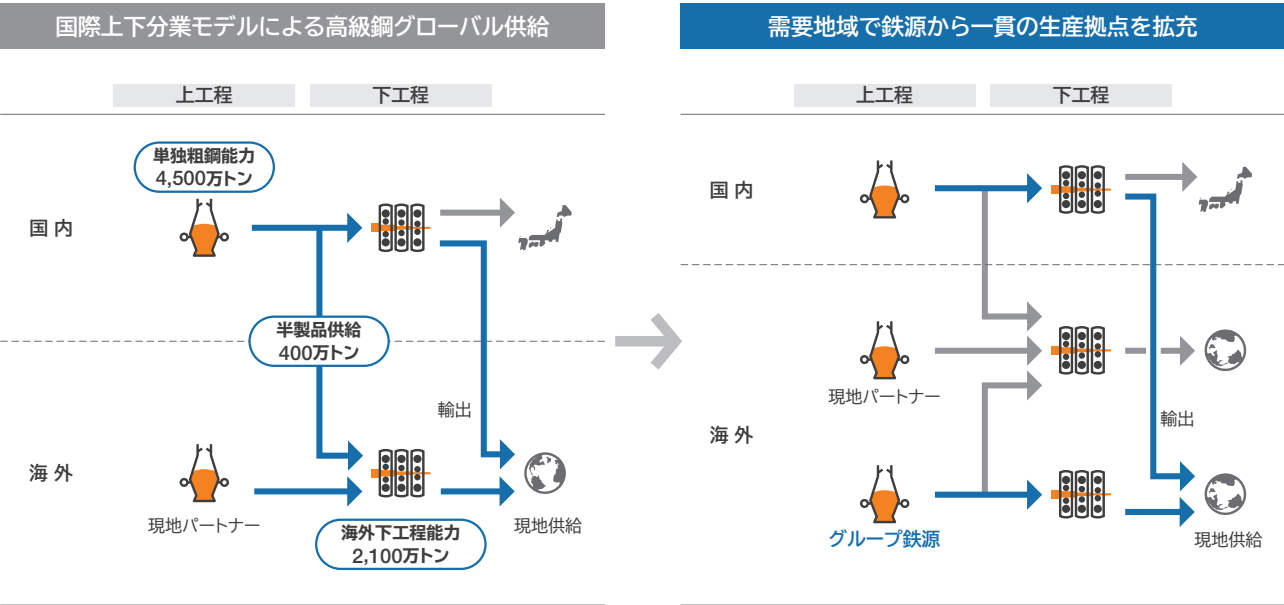 国際上下分業モデルによる高級鋼グローバル供給
上工程
下工程
単独粗鋼能力
4,500万トン
国内
半製品供給
400万トン
輸出
海外
現地パートナー
海外下工程能力
2,100万トン
現地供給
需要地域で鉄源から一貫の生産拠点を拡充
上工程
下工程
国内
現地パートナー
輸出
海外
グループ鉄源
現地供給